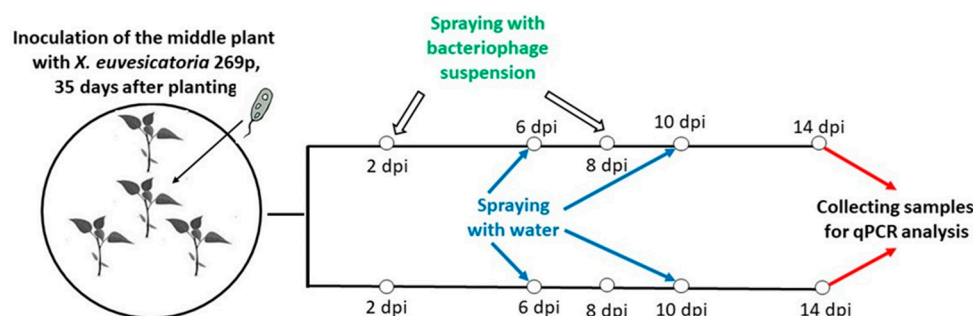 Inoculation of the middle plant
with X. euvesicatoria 269p,
35 days after planting
Spraying with
bacteriophage
suspension
2 dpi
6 dpi
8 dpi
10 dpi
14 dpi
Spraying
with water
Collecting samples
for qPCR analysis
2 dpi
6 dpi
8 dpi
10 dpi
14 dpi